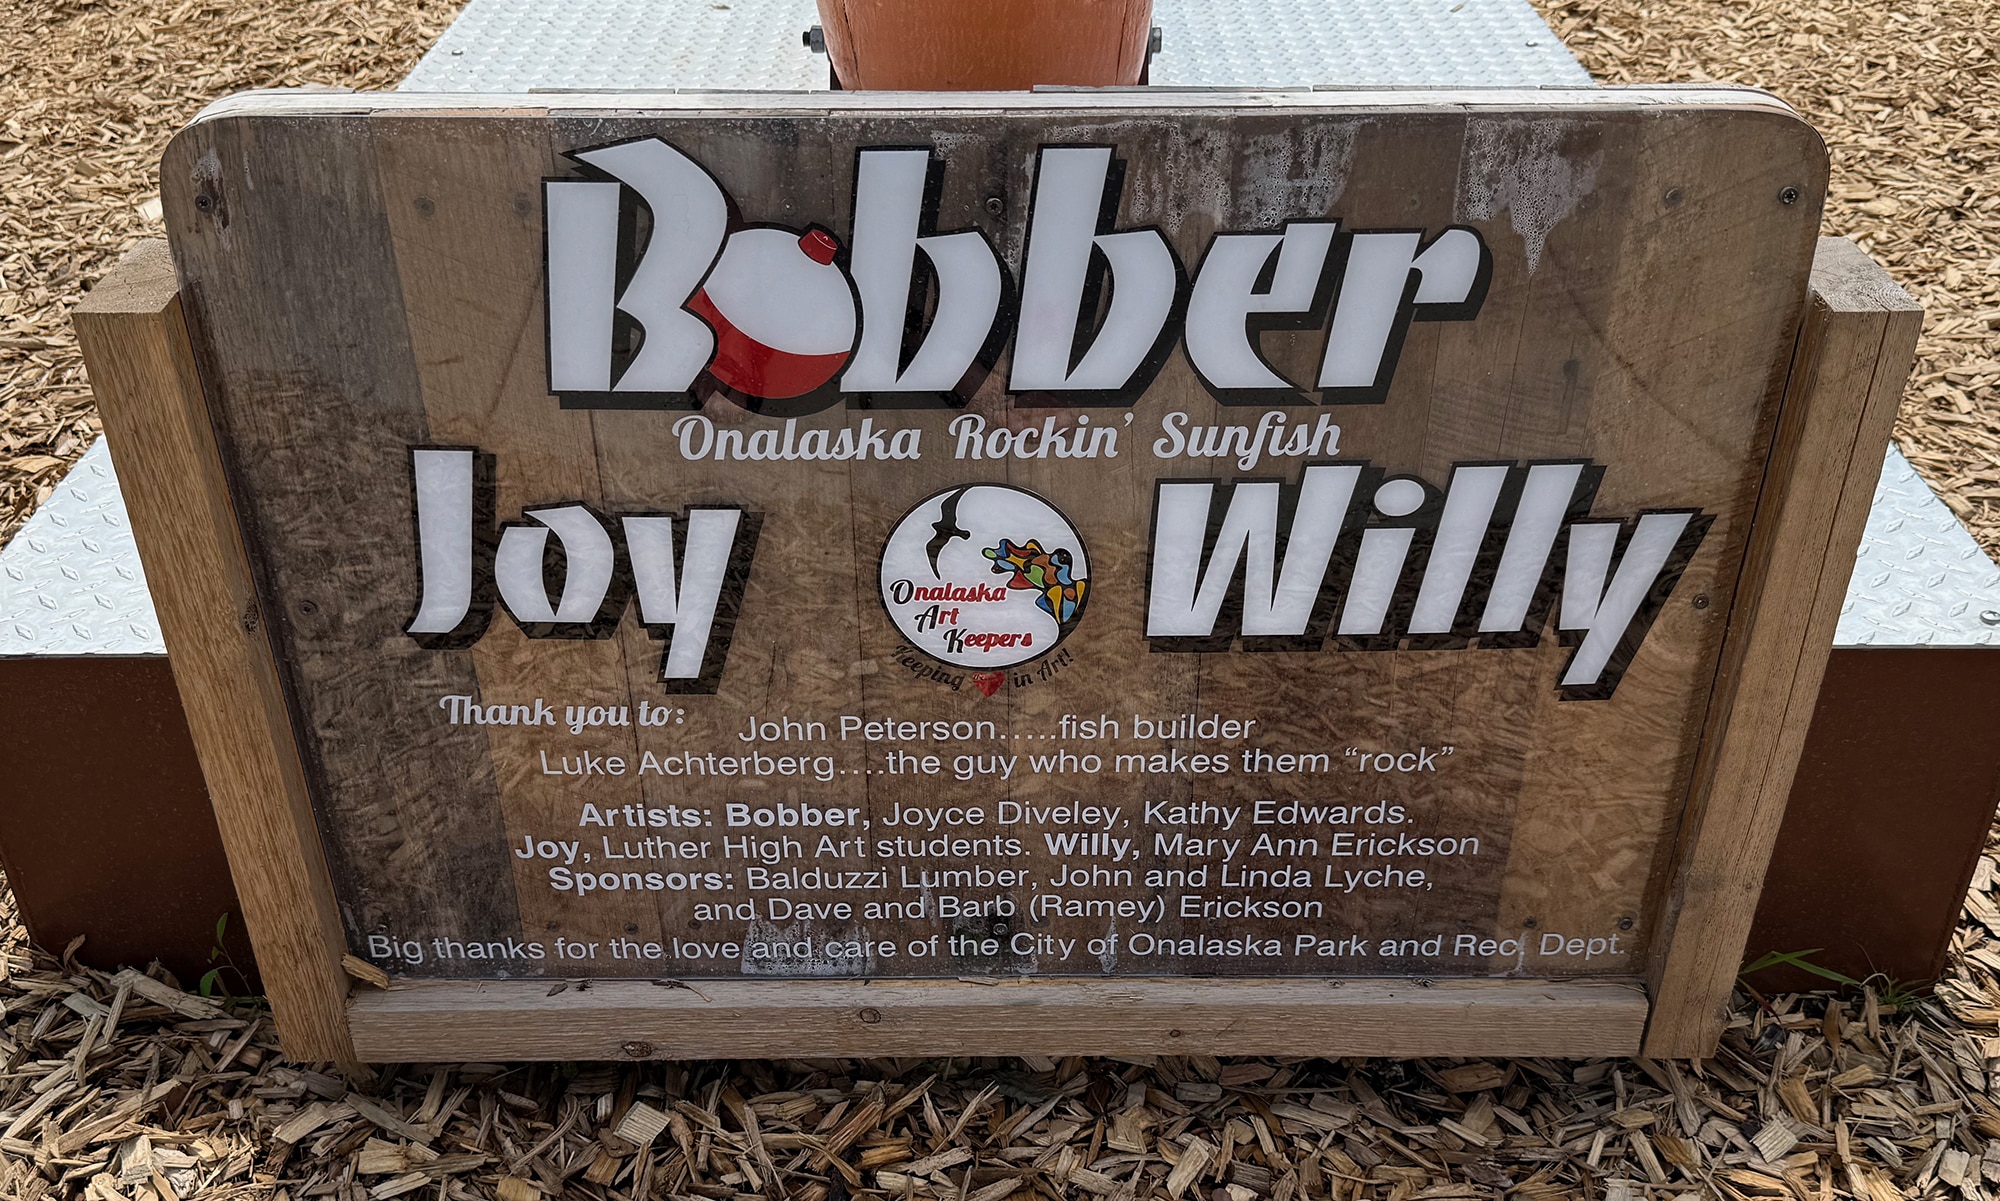 Bobber
Onalaska Rockin' Sunfish
Joy
Willy
Onalaska
Art
Keepers
Keeping
in Art!
Thank you to:
John Peterson.....fish builder
Luke Achterberg....the guy who makes them “rock”
Artists: Bobber, Joyce Diveley, Kathy Edwards.
Joy, Luther High Art students. Willy, Mary Ann Erickson
Sponsors: Balduzzi Lumber, John and Linda Lyche,
and Dave and Barb (Ramey) Erickson
Big thanks for the love and care of the City of Onalaska Park and Rec. Dept.